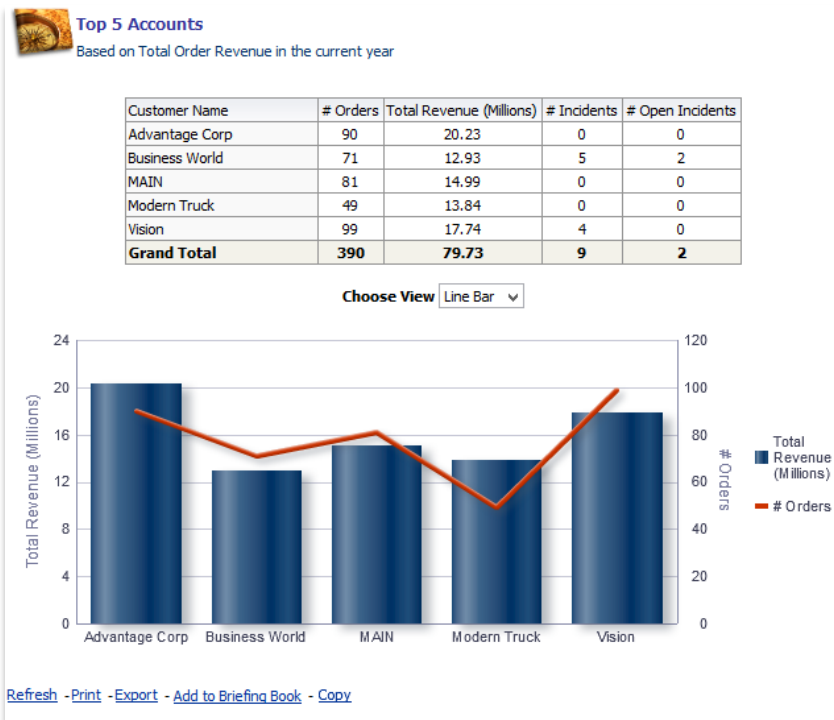 Top 5 Accounts
Based on Total Order Revenue in the current year
Customer Name # Orders Total Revenue (Millions) # Incidents # Open Incidents
Advantage Corp 90 20.23 0 0
Business World 71 12.93 5 2
MAIN 81 14.99 0 0
Modern Truck 49 13.84 0 0
Vision 99 17.74 4 0
Grand Total 390 79.73 9 2
Choose View Line Bar
Total Revenue (Millions)
24
20
16
12
8
4
0
120
100
80
60
40
20
0
# Orders
Advantage Corp Business World MAIN Modern Truck Vision
Total
Revenue
(Millions)
# Orders
Refresh - Print - Export - Add to Briefing Book - Copy